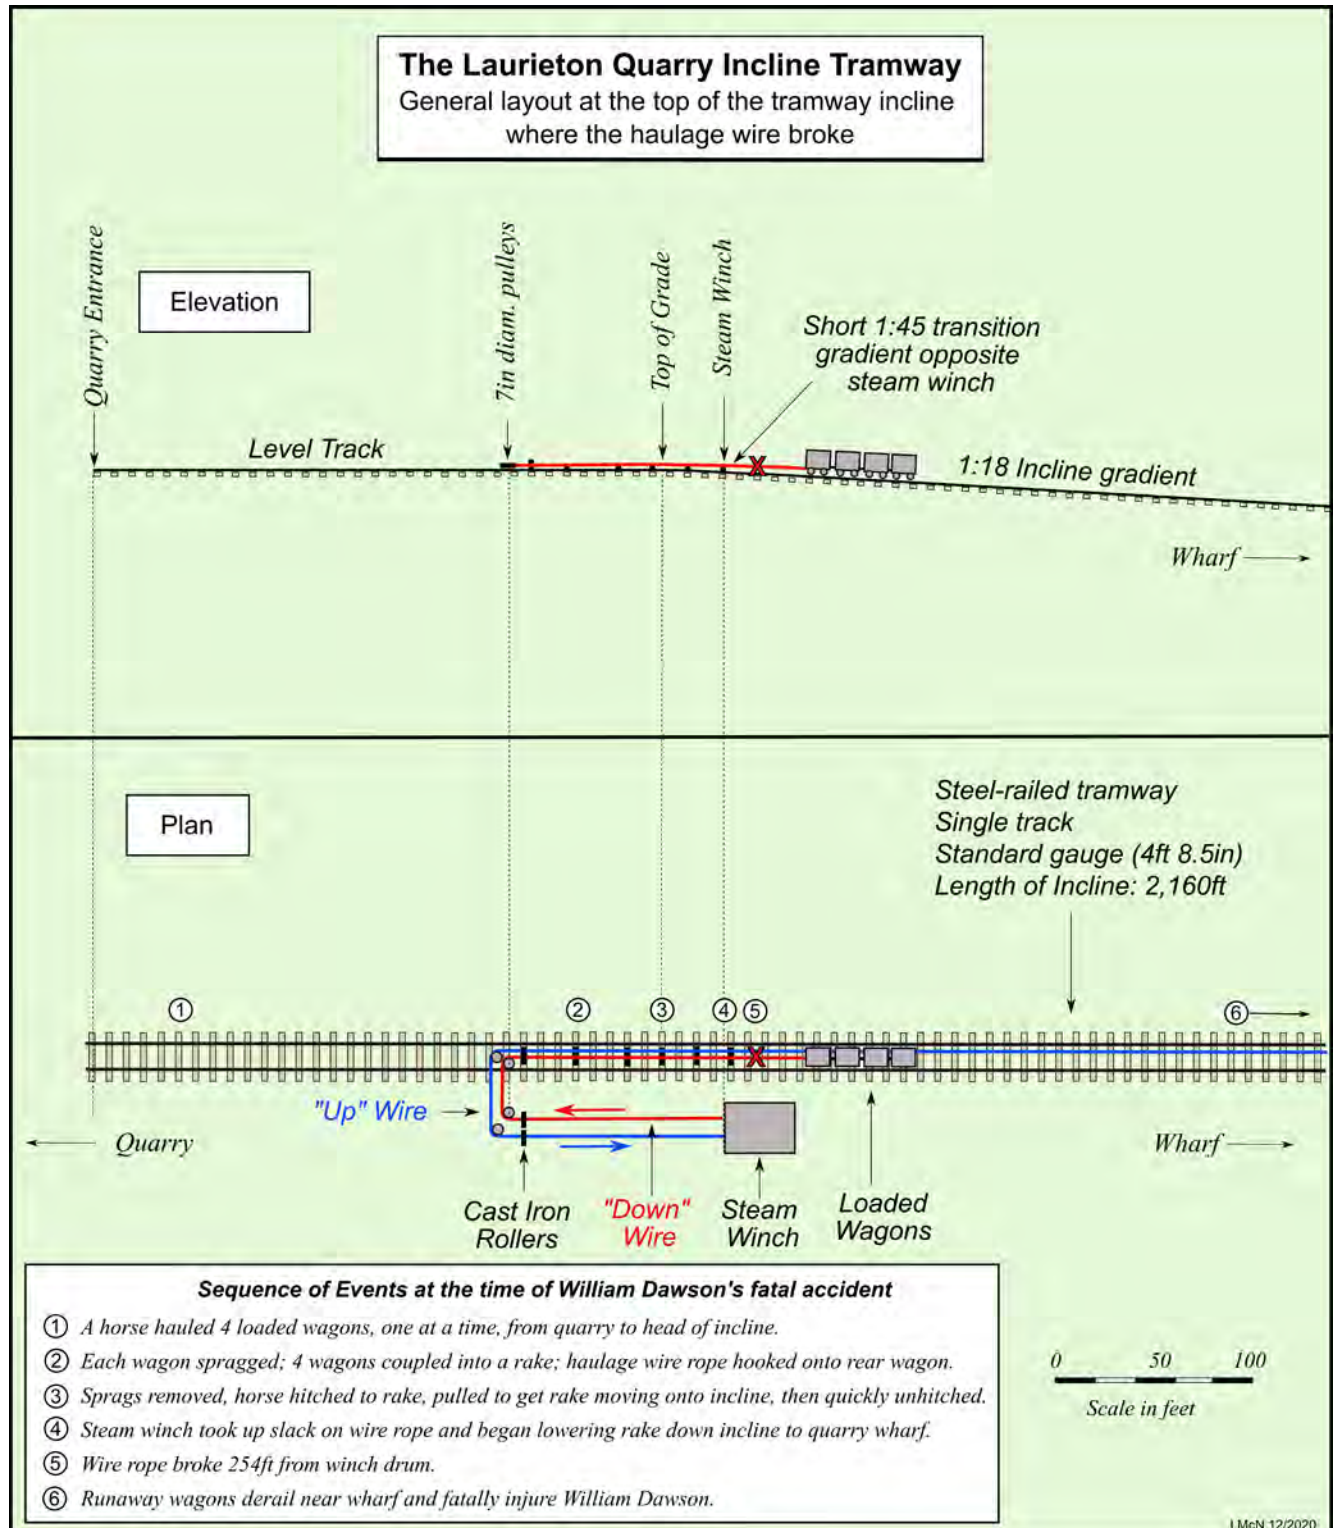 The Laurieton Quarry Incline Tramway
General layout at the top of the tramway incline
where the haulage wire broke
Elevation
Quarry Entrance
7in diam. pulleys
Top of Grade
Steam Winch
Short 1:45 transition
gradient opposite
steam winch
Level Track
X
1:18 Incline gradient
Wharf
Plan
Steel-railed tramway
Single track
Standard gauge (4ft 8.5in)
Length of Incline: 2,160ft
1
2
3
4
5
6
X
"Up" Wire
Quarry
Wharf
Cast Iron
Rollers
"Down"
Wire
Steam
Winch
Loaded
Wagons
Sequence of Events at the time of William Dawson's fatal accident
1 A horse hauled 4 loaded wagons, one at a time, from quarry to head of incline.
2 Each wagon spragged; 4 wagons coupled into a rake; haulage wire rope hooked onto rear wagon.
3 Sprags removed, horse hitched to rake, pulled to get rake moving onto incline, then quickly unhitched.
4 Steam winch took up slack on wire rope and began lowering rake down incline to quarry wharf.
5 Wire rope broke 254ft from winch drum.
6 Runaway wagons derail near wharf and fatally injure William Dawson.
0 50 100
Scale in feet
I McN 12/2020